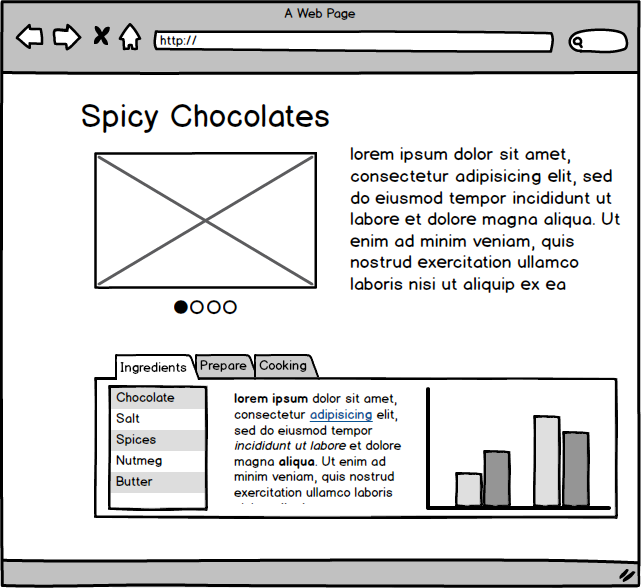 A Web Page
http://
Spicy Chocolates
lorem ipsum dolor sit amet,
consectetur adipisicing elit, sed
do eiusmod tempor incididunt ut
labore et dolore magna aliqua. Ut
enim ad minim veniam, quis
nostrud exercitation ullamco
laboris nisi ut aliquip ex ea
Ingredients Prepare Cooking
Chocolate
Salt
Spices
Nutmeg
Butter
lorem ipsum dolor sit amet,
consectetur adipisicing elit,
sed do eiusmod tempor
incididunt ut labore et dolore
magna aliqua. Ut enim ad
minim veniam, quis nostrud
exercitation ullamco laboris